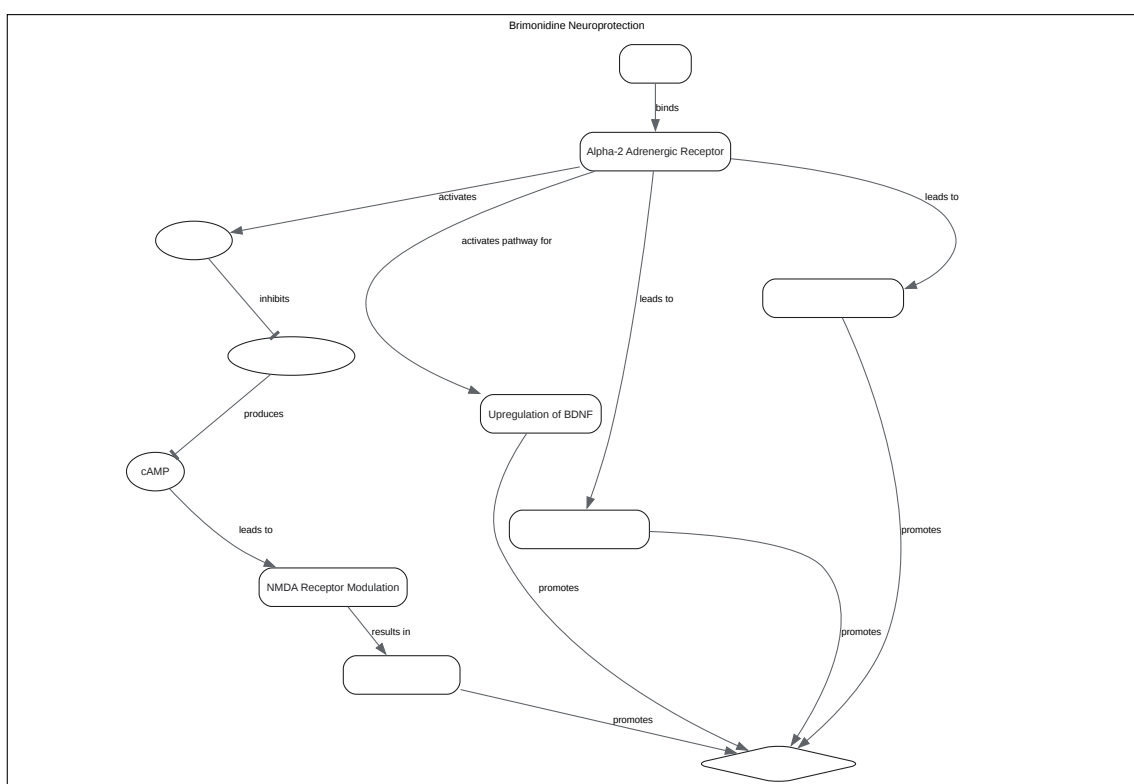 Brimonidine Neuroprotection
binds
Alpha-2 Adrenergic Receptor
activates
leads to
activates pathway for
inhibits
leads to
produces
Upregulation of BDNF
cAMP
leads to
promotes
NMDA Receptor Modulation
promotes
results in
promotes
promotes